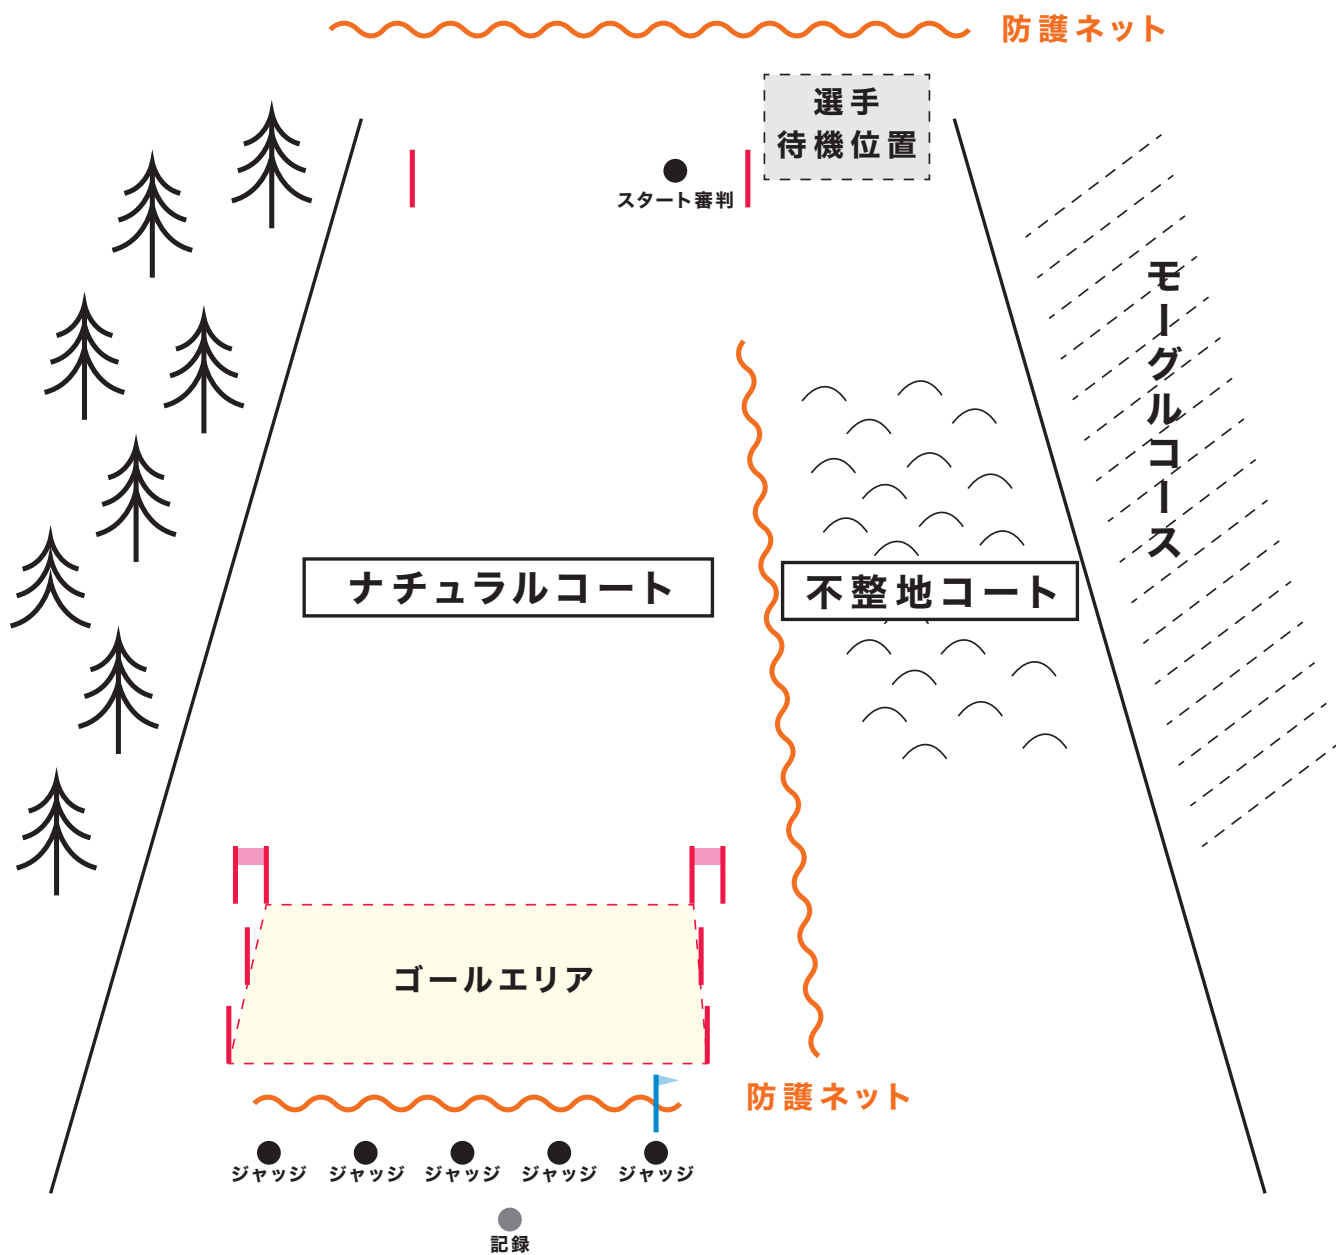 防護ネット
選手
待機位置
スタート審判
モーグルコース
ナチュラルコート
不整地コート
ゴールエリア
防護ネット
ジャッジ
ジャッジ
ジャッジ
ジャッジ
ジャッジ
記録